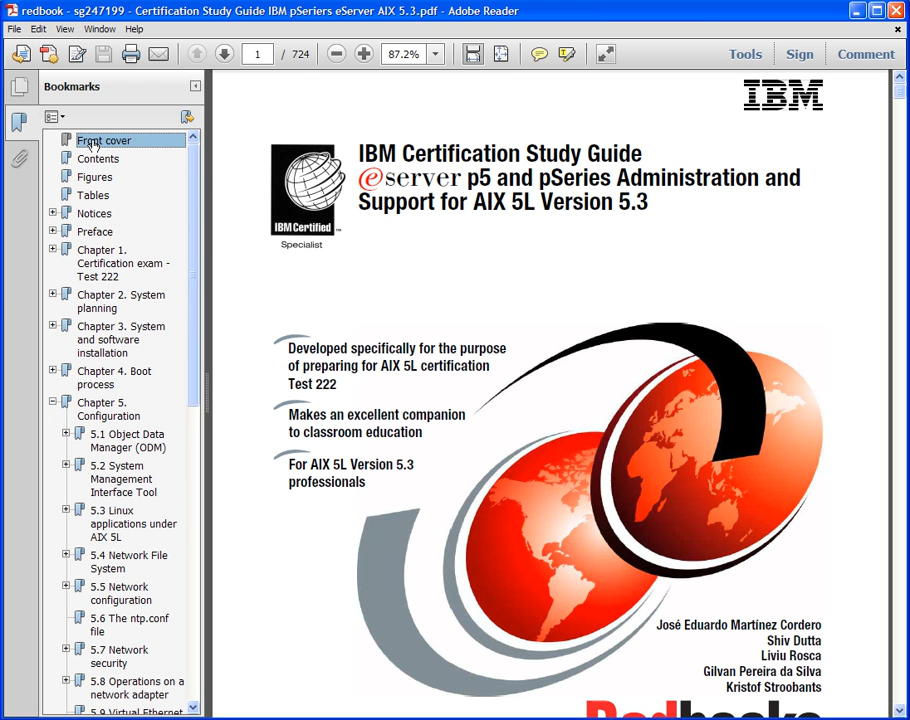 redbook - sg247199 - Certification Study Guide IBM pSeriers eServer AIX 5.3.pdf - Adobe Reader
File Edit View Window Help
1 / 724 87.2% Tools Sign Comment
Bookmarks
Front cover
Contents
Figures
Tables
Notices
Preface
Chapter 1.
Certification exam -
Test 222
Chapter 2. System
planning
Chapter 3. System
and software
installation
Chapter 4. Boot
process
Chapter 5.
Configuration
5.1 Object Data
Manager (ODM)
5.2 System
Management
Interface Tool
5.3 Linux
applications under
AIX 5L
5.4 Network File
System
5.5 Network
configuration
5.6 The ntp.conf
file
5.7 Network
security
5.8 Operations on a
network adapter
5.9 Virtual Ethernet
IBM
IBM Certified
™
Specialist
IBM Certification Study Guide
eserver p5 and pSeries Administration and
Support for AIX 5L Version 5.3
Developed specifically for the purpose
of preparing for AIX 5L certification
Test 222
Makes an excellent companion
to classroom education
For AIX 5L Version 5.3
professionals
José Eduardo Martínez Cordero
Shiv Dutta
Liviu Rosca
Gilvan Pereira da Silva
Kristof Stroobants
Redbooks